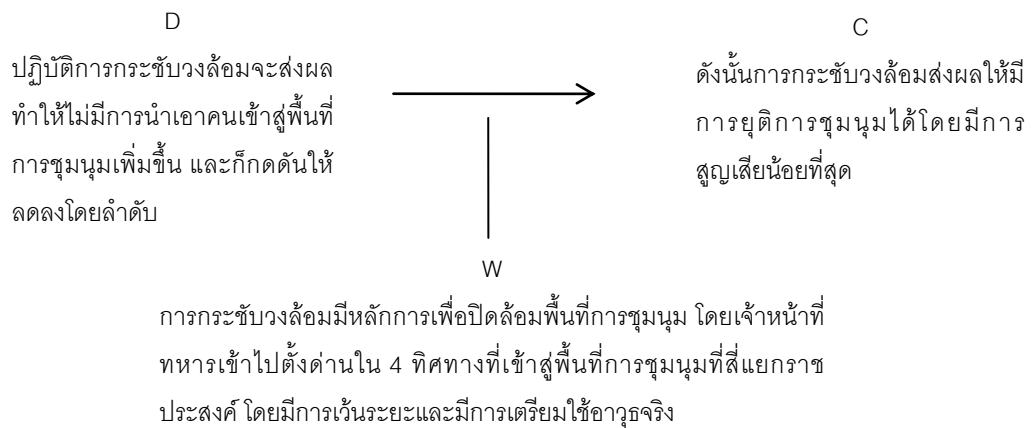 D
ปฏิบัติการกระชับวงล้อมจะส่งผล
ทำให้ไม่มีการนำเอาคนเข้าสู่พื้นที่
การชุมนุมเพิ่มขึ้น และก็กดดันให้
ลดลงโดยลำดับ
C
ดังนั้นการกระชับวงล้อมส่งผลให้มี
การยุติการชุมนุมได้โดยมีการ
สูญเสียน้อยที่สุด
W
การกระชับวงล้อมมีหลักการเพื่อปิดล้อมพื้นที่การชุมนุม โดยเจ้าหน้าที่
ทหารเข้าไปตั้งด่านใน 4 ทิศทางที่เข้าสู่พื้นที่การชุมนุมที่สี่แยกราช
ประสงค์ โดยมีการเว้นระยะและมีการเตรียมใช้อาวุธจริง